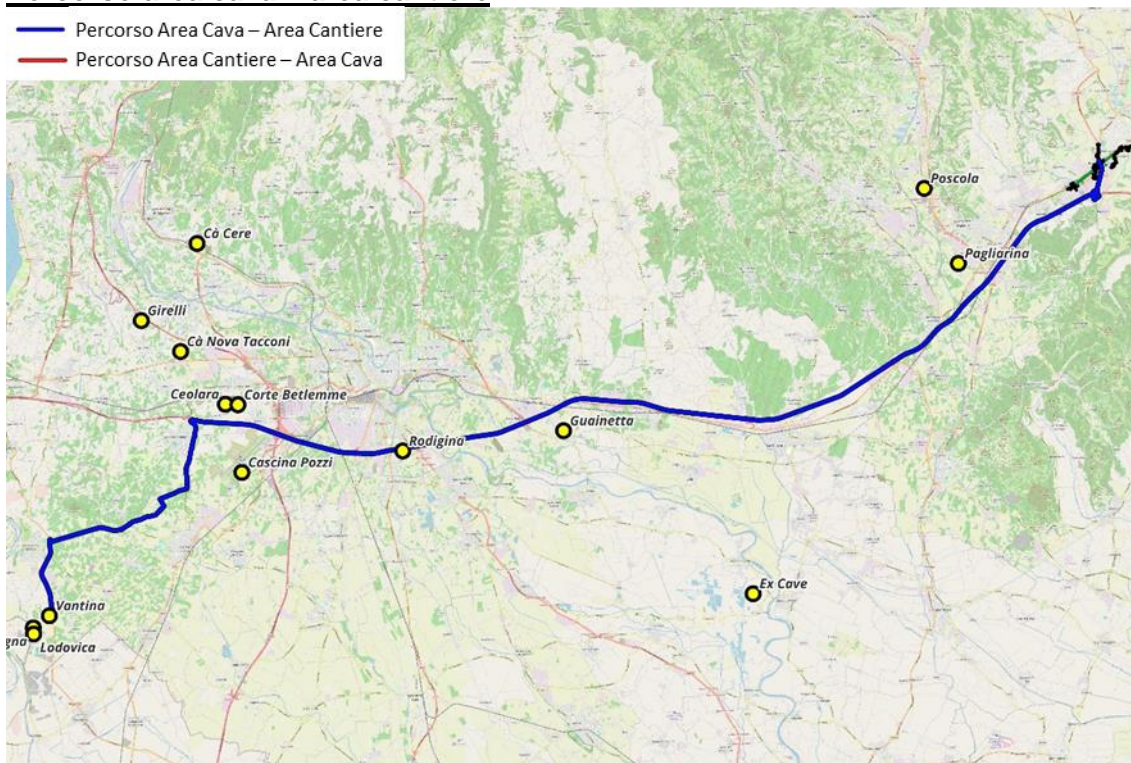 Percorso Area Cava – Area Cantiere
Percorso Area Cantiere – Area Cava
Poscola
Cà Cere
Pagliarina
Girelli
Cà Nova Tacconi
Ceolara
Corte Betlemme
Guainetta
Rodigina
Cascina Pozzi
Ex Cave
Vantina
gna
Lodovica